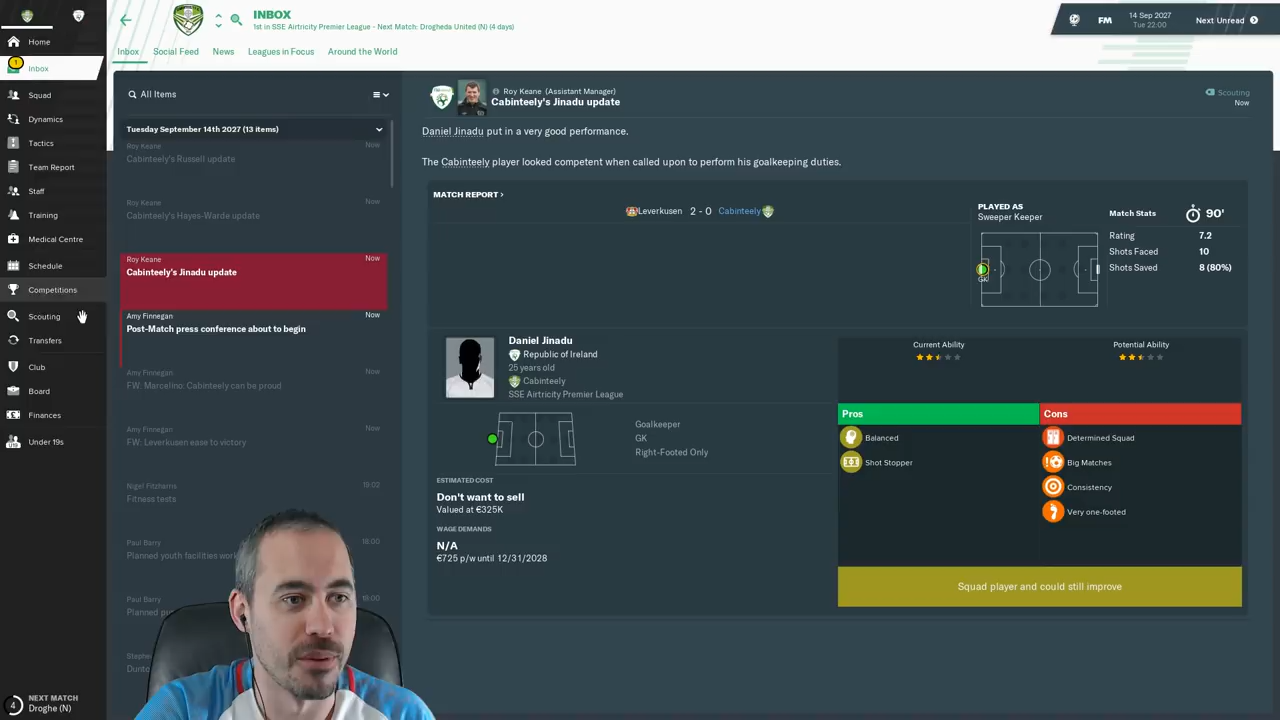 INBOX
1st in SSE Airtricity Premier League - Next Match: Drogheda United (N) (4 days)
FM
14 Sep 2027
Tue 22:00
Next Unread
Inbox
Social Feed
News
Leagues in Focus
Around the World
Home
1
Inbox
Squad
Dynamics
Tactics
Team Report
Staff
Training
Medical Centre
Schedule
Competitions
Scouting
Transfers
Club
Board
Finances
Under 19s
4
NEXT MATCH
Droghe (N)
All Items
Tuesday September 14th 2027 (13 items)
Roy Keane
Now
Cabinteely's Russell update
Roy Keane
Now
Cabinteely's Hayes-Warde update
Roy Keane
Now
Cabinteely's Jinadu update
Amy Finnegan
Now
Post-Match press conference about to begin
Amy Finnegan
Now
FW: Marcelino: Cabinteely can be proud
Amy Finnegan
Now
FW: Leverkusen ease to victory
Nigel Fitzharris
19:02
Fitness tests
Paul Barry
18:00
Planned youth facilities work
Paul Barry
18:00
Planned
Roy Keane (Assistant Manager)
Cabinteely's Jinadu update
Scouting
Now
Daniel Jinadu put in a very good performance.
The Cabinteely player looked competent when called upon to perform his goalkeeping duties.
MATCH REPORT >
Leverkusen 2 - 0 Cabinteely
PLAYED AS
Sweeper Keeper
GK
Match Stats
90'
Rating 7.2
Shots Faced 10
Shots Saved 8 (80%)
Daniel Jinadu
Republic of Ireland
25 years old
Cabinteely
SSE Airtricity Premier League
Current Ability
Potential Ability
Goalkeeper
GK
Right-Footed Only
ESTIMATED COST
Don't want to sell
Valued at €325K
WAGE DEMANDS
N/A
€725 p/w until 12/31/2028
Pros
Balanced
Shot Stopper
Cons
Determined Squad
Big Matches
Consistency
Very one-footed
Squad player and could still improve